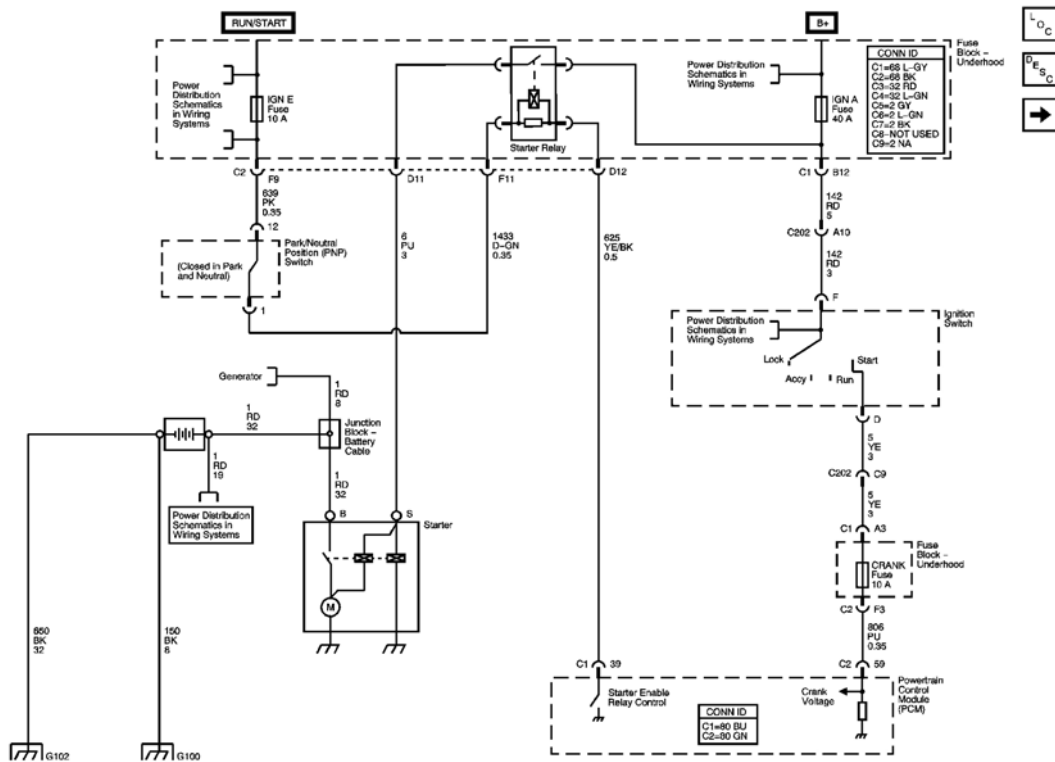 RUN/START
B+
L O C
D E S C
Power
Distribution
Schematics
in Wiring
Systems
IGN E
Fuse
10 A
Starter Relay
Power Distribution
Schematics in
Wiring Systems
IGN A
Fuse
40 A
CONN ID
C1=68 L-GY
C2=68 BK
C3=32 RD
C4=32 L-GN
C5=2 GY
C6=2 L-GN
C7=2 BK
C8-NOT USED
C9=2 NA
Fuse
Block –
Underhood
C2
F9
D11
F11
D12
C1
B12
639
PK
0.35
12
Park/Neutral
Position (PNP)
Switch
(Closed in Park
and Neutral)
1
6
PU
3
1433
D-GN
0.35
625
YE/BK
0.5
142
RD
5
C202
A10
142
RD
3
F
Ignition
Switch
Power Distribution
Schematics in
Wiring Systems
Lock
Accy
Run
Start
D
5
YE
3
C202
C9
5
YE
3
C1
A3
Fuse
Block –
Underhood
CRANK
Fuse
10 A
C2
F3
806
PU
0.35
C2
59
Generator
1
RD
8
1
RD
32
Junction
Block –
Battery
Cable
1
RD
19
1
RD
32
Power Distribution
Schematics in
Wiring Systems
B
S
Starter
M
650
BK
32
150
BK
8
G102
G100
C1
39
Starter Enable
Relay Control
CONN ID
C1=80 BU
C2=80 GN
Crank
Voltage
Powertrain
Control
Module
(PCM)